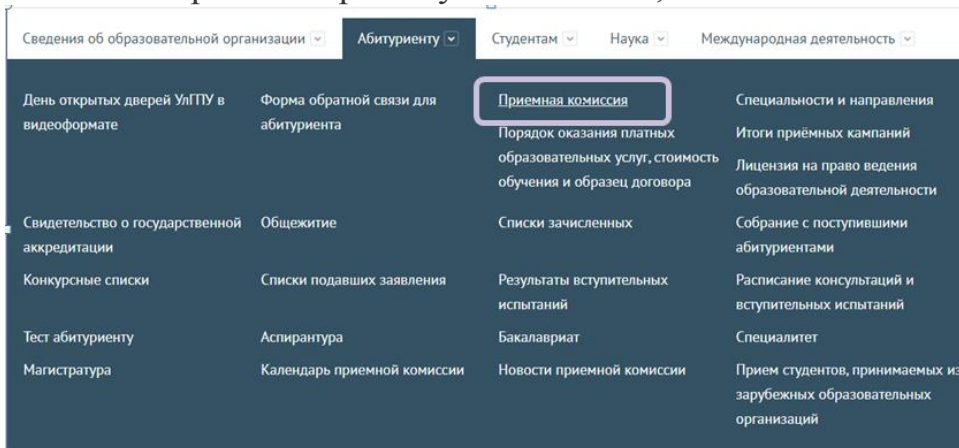 Сведения об образовательной организации
Абитуриенту
Студентам
Наука
Международная деятельность
День открытых дверей УлГПУ в
видеоформате
Форма обратной связи для
абитуриента
Приемная комиссия
Порядок оказания платных
образовательных услуг, стоимость
обучения и образец договора
Специальности и направления
Итоги приёмных кампаний
Лицензия на право ведения
образовательной деятельности
Свидетельство о государственной
аккредитации
Общежитие
Списки зачисленных
Собрание с поступившими
абитуриентами
Конкурсные списки
Списки подавших заявления
Результаты вступительных
испытаний
Расписание консультаций и
вступительных испытаний
Тест абитуриенту
Аспирантура
Бакалавриат
Специалитет
Магистратура
Календарь приемной комиссии
Новости приемной комиссии
Прием студентов, принимаемых из
зарубежных образовательных
организаций